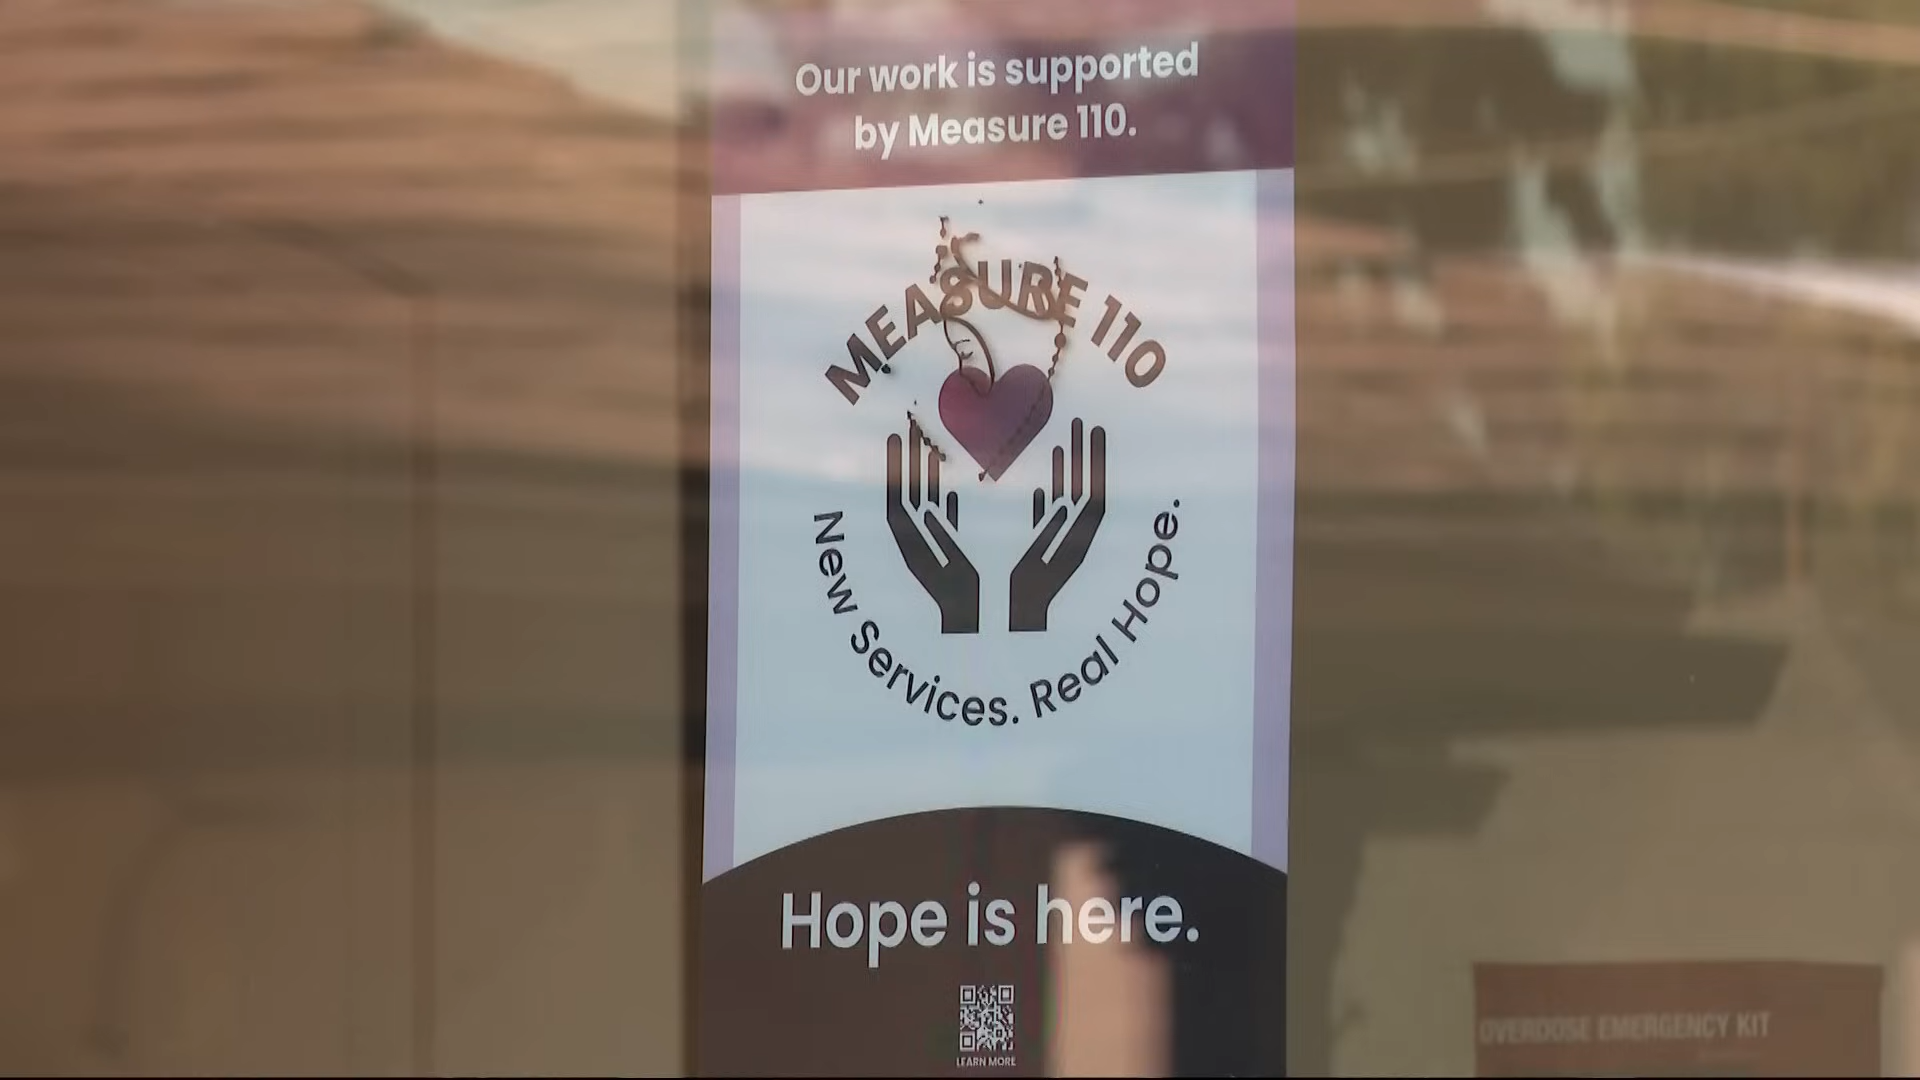 Our work is supported
by Measure 110.
MEASURE 110
New Services. Real Hope.
Hope is here.
LEARN MORE
OVERDOSE EMERGENCY KIT